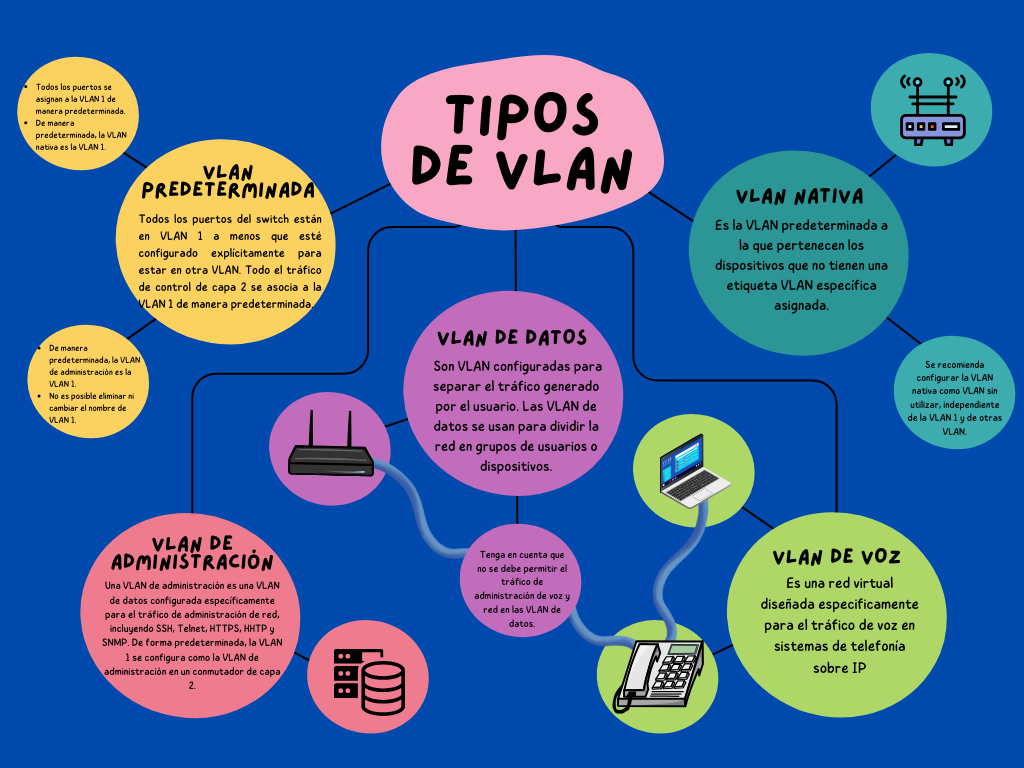 TIPOS
DE VLAN
Todos los puertos se
asignan a la VLAN 1 de
manera predeterminada.
De manera
predeterminada, la VLAN
nativa es la VLAN 1.
VLAN
PREDETERMINADA
Todos los puertos del switch están
en VLAN 1 a menos que esté
configurado explícitamente para
estar en otra VLAN. Todo el tráfico
de control de capa 2 se asocia a la
VLAN 1 de manera predeterminada.
De manera
predeterminada, la VLAN
de administración es la
VLAN 1.
No es posible eliminar ni
cambiar el nombre de
VLAN 1.
VLAN NATIVA
Es la VLAN predeterminada a
la que pertenecen los
dispositivos que no tienen una
etiqueta VLAN específica
asignada.
Se recomienda
configurar la VLAN
nativa como VLAN sin
utilizar, independiente
de la VLAN 1 y de otras
VLAN.
VLAN DE DATOS
Son VLAN configuradas para
separar el tráfico generado
por el usuario. Las VLAN de
datos se usan para dividir la
red en grupos de usuarios o
dispositivos.
Tenga en cuenta que
no se debe permitir el
tráfico de
administración de voz y
red en las VLAN de
datos.
VLAN DE
ADMINISTRACIÓN
Una VLAN de administración es una VLAN
de datos configurada específicamente
para el tráfico de administración de red,
incluyendo SSH, Telnet, HTTPS, HHTP y
SNMP. De forma predeterminada, la VLAN
1 se configura como la VLAN de
administración en un conmutador de capa
2.
VLAN DE VOZ
Es una red virtual
diseñada especificamente
para el tráfico de voz en
sistemas de telefonía
sobre IP